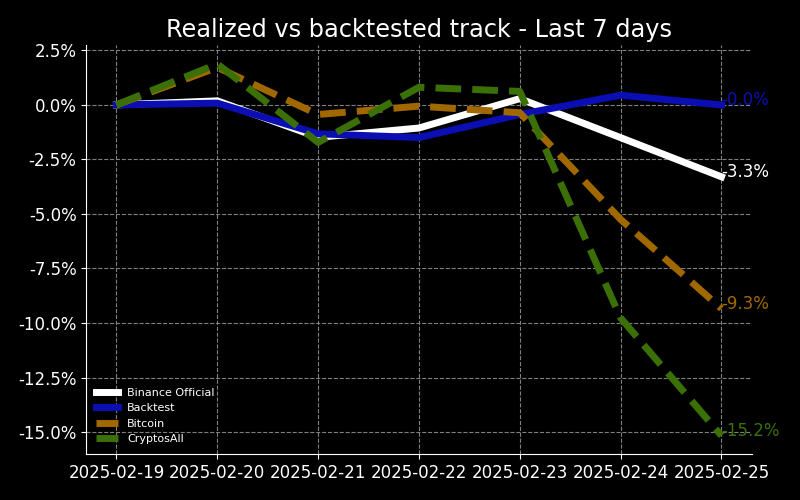 Realized vs backtested track - Last 7 days
2.5%
0.0%
-2.5%
-5.0%
-7.5%
-10.0%
-12.5%
-15.0%
-0.0%
-3.3%
-9.3%
-15.2%
Binance Official
Backtest
Bitcoin
CryptosAll
2025-02-19 2025-02-20 2025-02-21 2025-02-22 2025-02-23 2025-02-24 2025-02-25